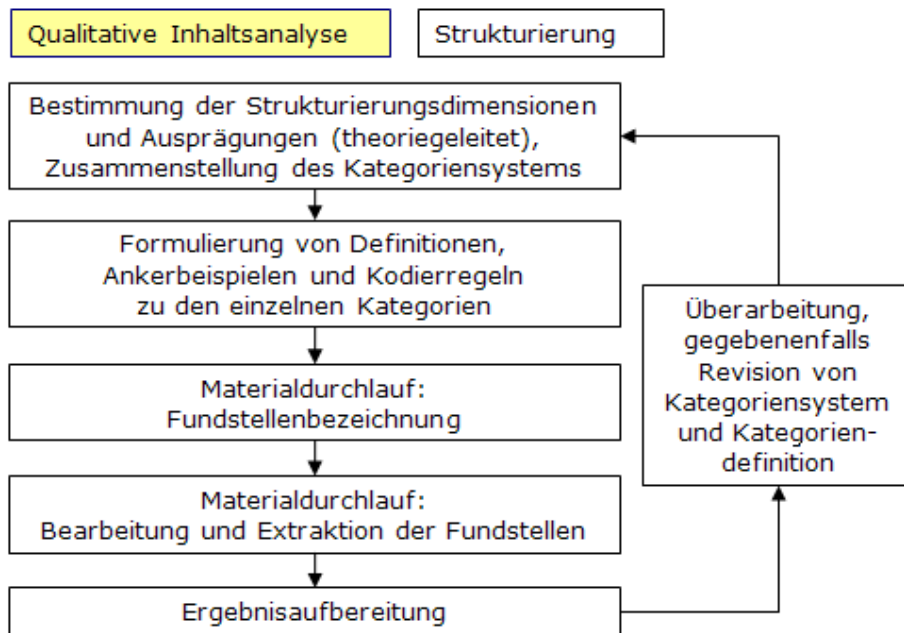 Qualitative Inhaltsanalyse
Strukturierung
Bestimmung der Strukturierungsdimensionen
und Ausprägungen (theoriegeleitet),
Zusammenstellung des Kategoriensystems
Formulierung von Definitionen,
Ankerbeispielen und Kodierregeln
zu den einzelnen Kategorien
Materialdurchlauf:
Fundstellenbezeichnung
Materialdurchlauf:
Bearbeitung und Extraktion der Fundstellen
Ergebnisaufbereitung
Überarbeitung,
gegebenenfalls
Revision von
Kategoriensystem
und Kategorien-
definition